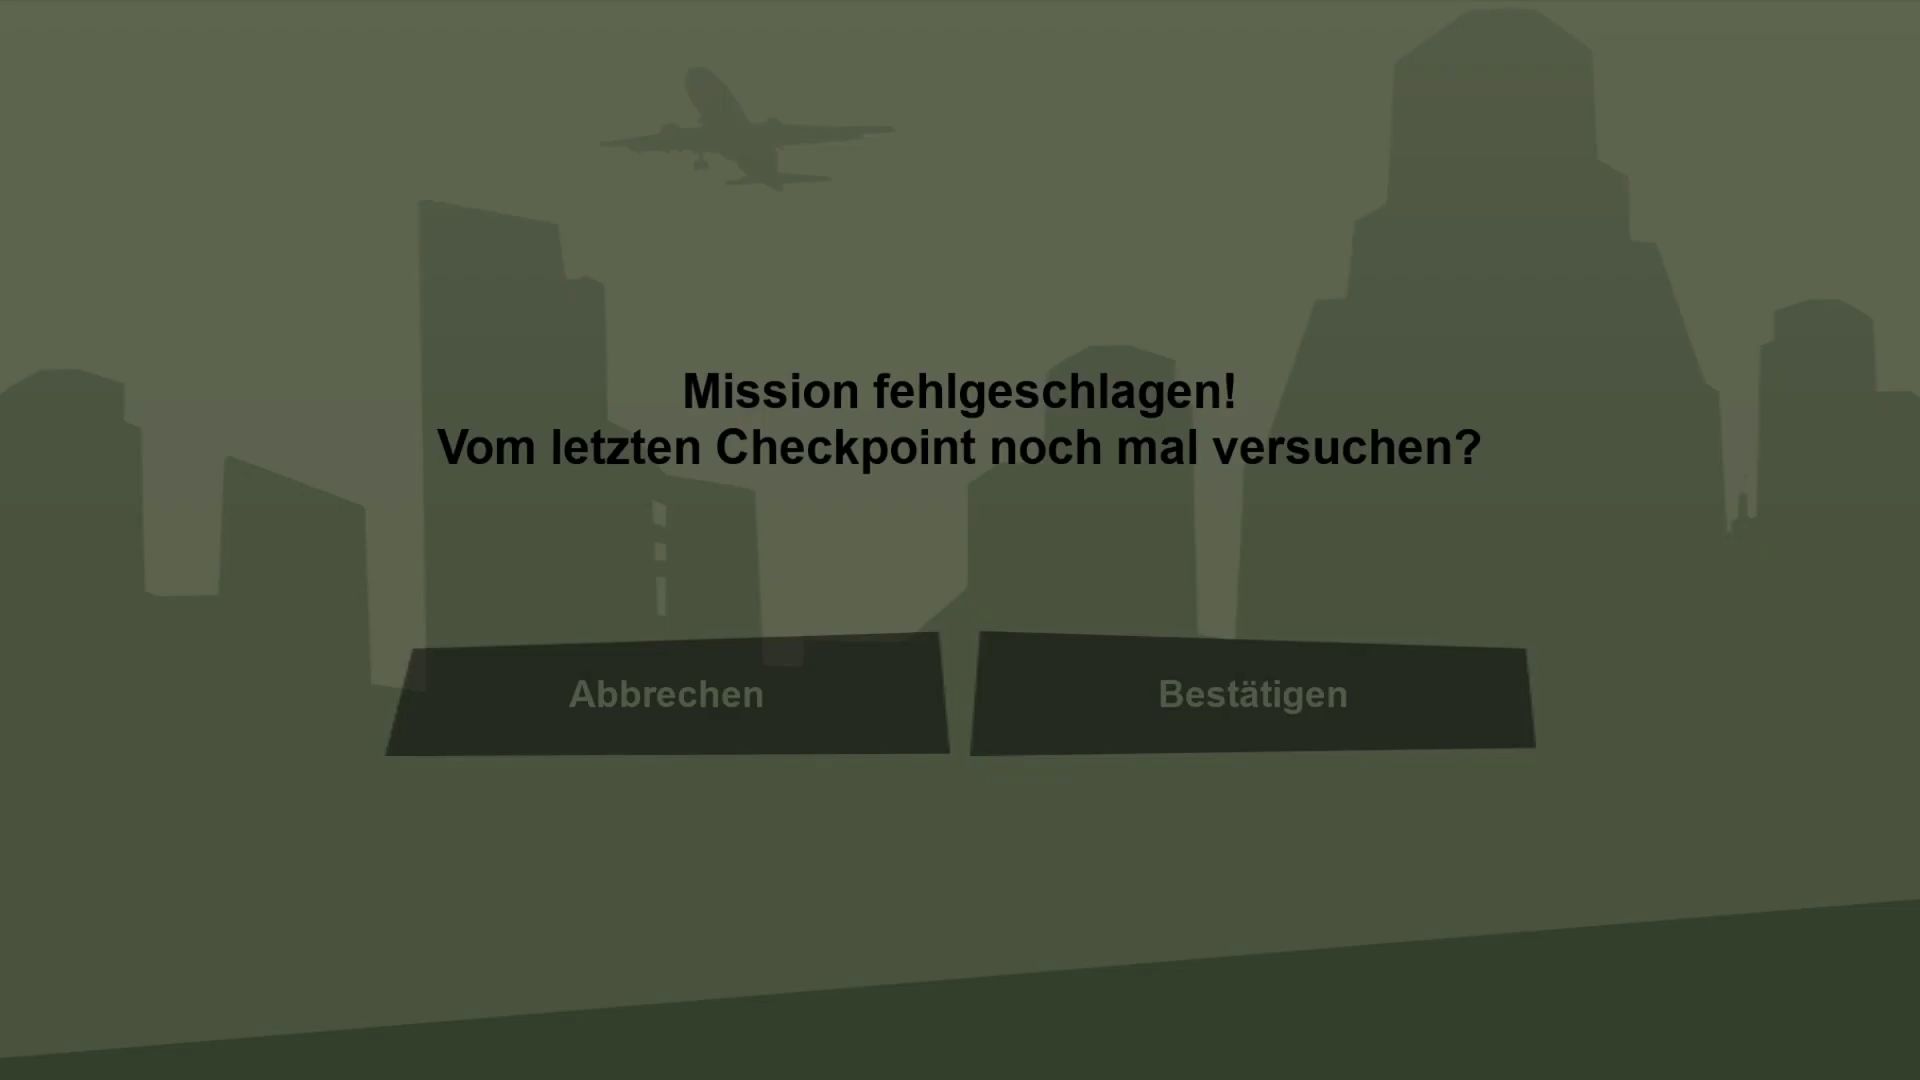 Mission fehlgeschlagen!
Vom letzten Checkpoint noch mal versuchen?
Abbrechen
Bestätigen